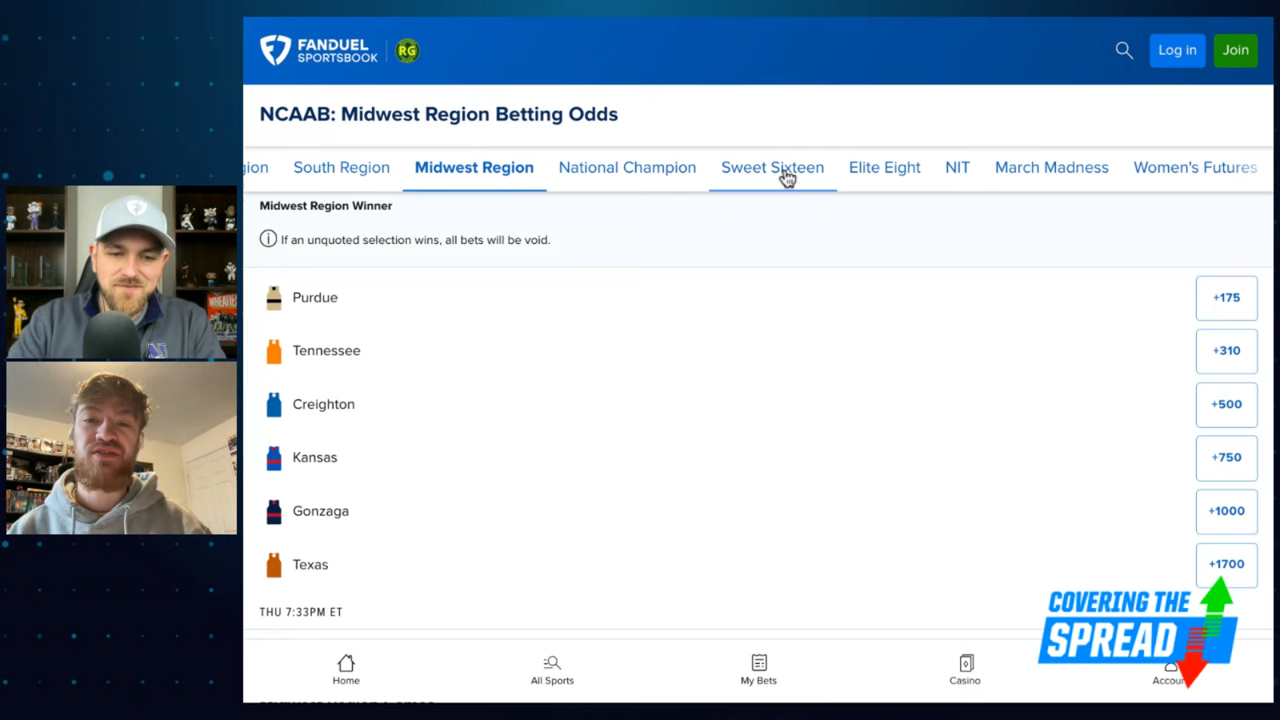 FANDUEL
SPORTSBOOK
RG
Log in
Join
NCAAB: Midwest Region Betting Odds
gion South Region Midwest Region National Champion Sweet Sixteen Elite Eight NIT March Madness Women's Futures
Midwest Region Winner
If an unquoted selection wins, all bets will be void.
Purdue +175
Tennessee +310
Creighton +500
Kansas +750
Gonzaga +1000
Texas +1700
THU 7:33PM ET
COVERING THE
SPREAD
Home All Sports My Bets Casino Accou
WHEATIES